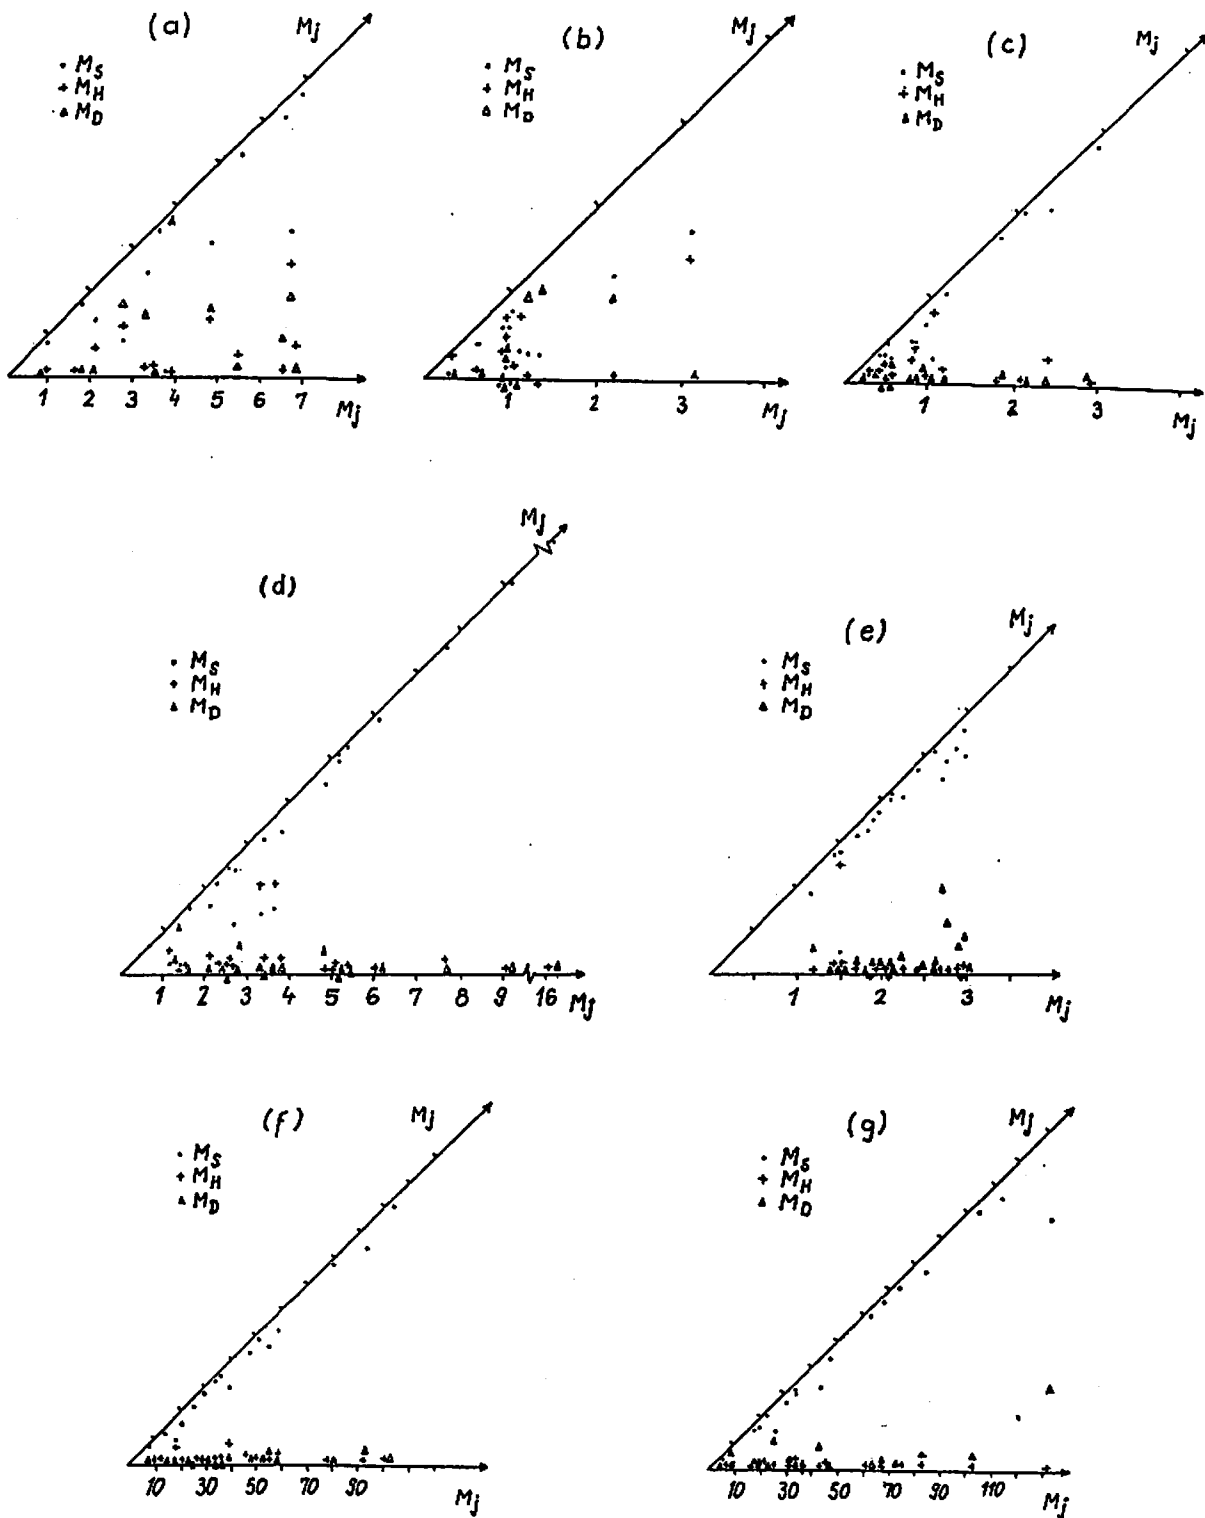 (a)
Mj
• MS
+ MH
▲ MD
1 2 3 4 5 6 7
Mj
(b)
Mj
• MS
+ MH
▲ MD
1 2 3
Mj
(c)
Mj
• MS
+ MH
▲ MD
1 2 3
Mj
(d)
Mj
• MS
+ MH
▲ MD
1 2 3 4 5 6 7 8 9 16 Mj
(e)
Mj
• MS
+ MH
▲ MD
1 2 3
Mj
(f)
Mj
• MS
+ MH
▲ MD
10 30 50 70 90
Mj
(g)
Mj
• MS
+ MH
▲ MD
10 30 50 70 90 110
Mj